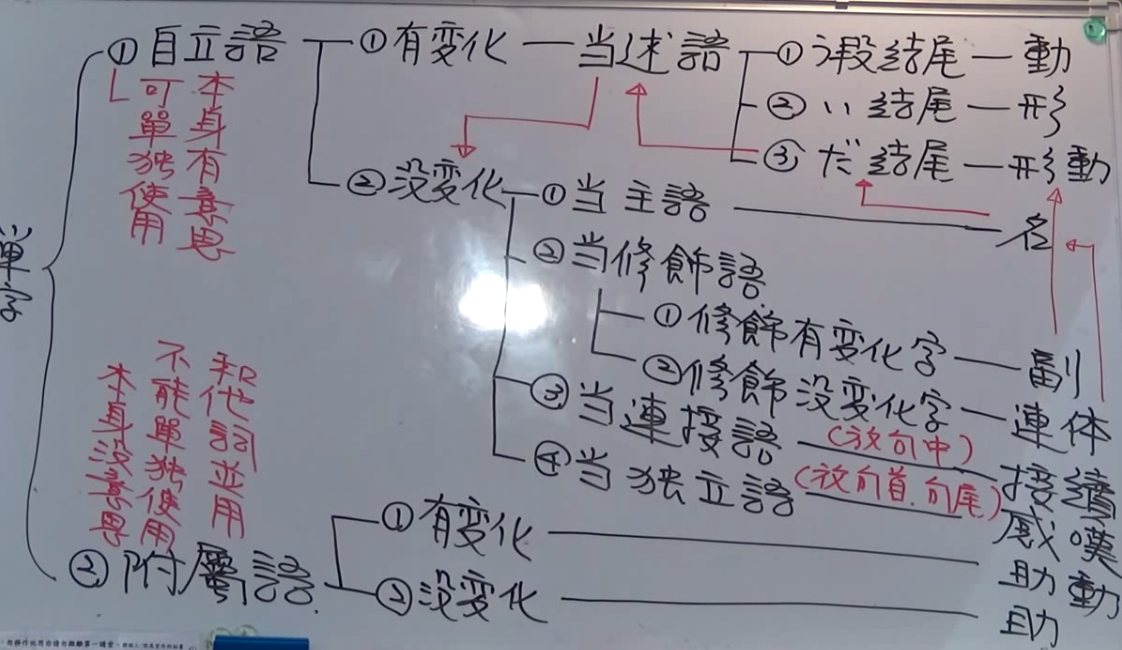 單字
①自立語
①有変化 — 当述語
①う段結尾 — 動
②い結尾 — 形
③だ結尾 — 形動
本身有意思
可單独使用
②没変化
①当主語 — 名
②当修飾語
①修飾有変化字 — 副
②修飾没変化字 — 連体
③当連接語 (放句中) 接續
④当独立語 (放句首.句尾) 感嘆
和他詞並用
不能單独使用
本身没意思
②附屬語
①有変化 — 助動
②没変化 — 助